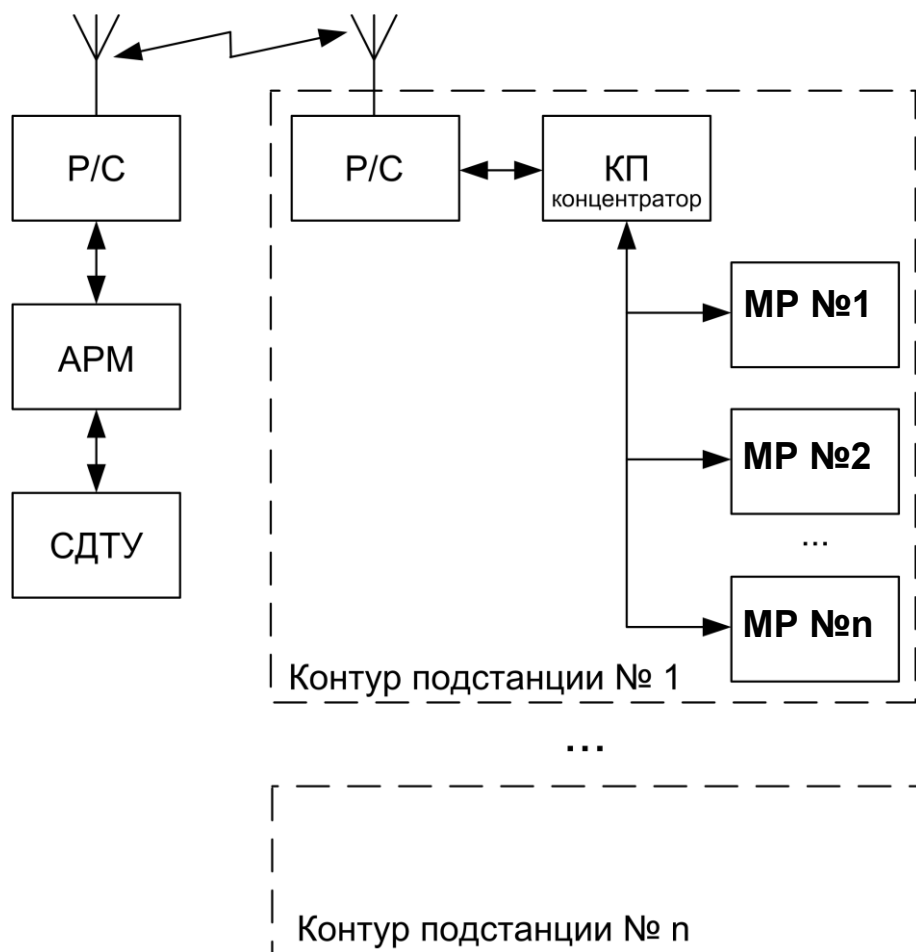 Р/С
АРМ
СДТУ
Р/С
КП
концентратор
МР №1
МР №2
...
МР №n
Контур подстанции № 1
...
Контур подстанции № n